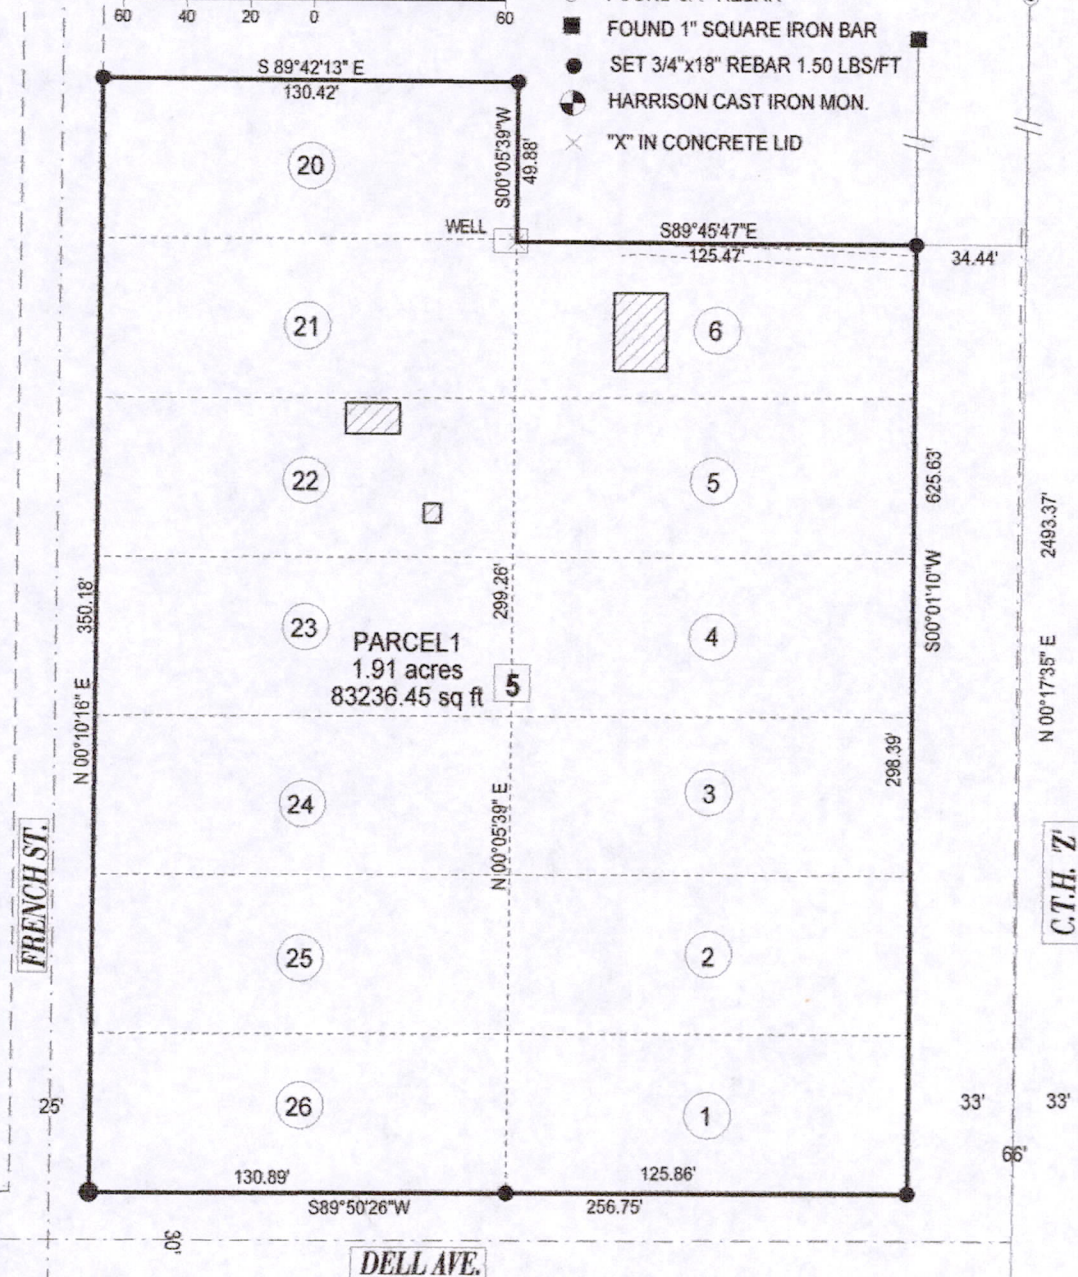 60 40 20 0 60
FOUND 3/4" REBAR
FOUND 1" SQUARE IRON BAR
SET 3/4"x18" REBAR 1.50 LBS/FT
HARRISON CAST IRON MON.
"X" IN CONCRETE LID
S 89°42'13" E
130.42'
S00°05'39"W
49.88'
20
WELL
S89°45'47"E
125.47'
34.44'
21
6
22
5
625.63'
S00°01'10"W
2493.37'
N 00°17'35" E
299.26'
350.18'
N 00°10'16" E
23
4
PARCEL1
1.91 acres
83236.45 sq ft
5
298.39'
24
3
N 00°05'39" E
FRENCH ST.
C.T.H. 'Z'
25
2
25'
26
1
33'
33'
66'
130.89'
125.86'
S89°50'26"W
256.75'
30'
DELL AVE.